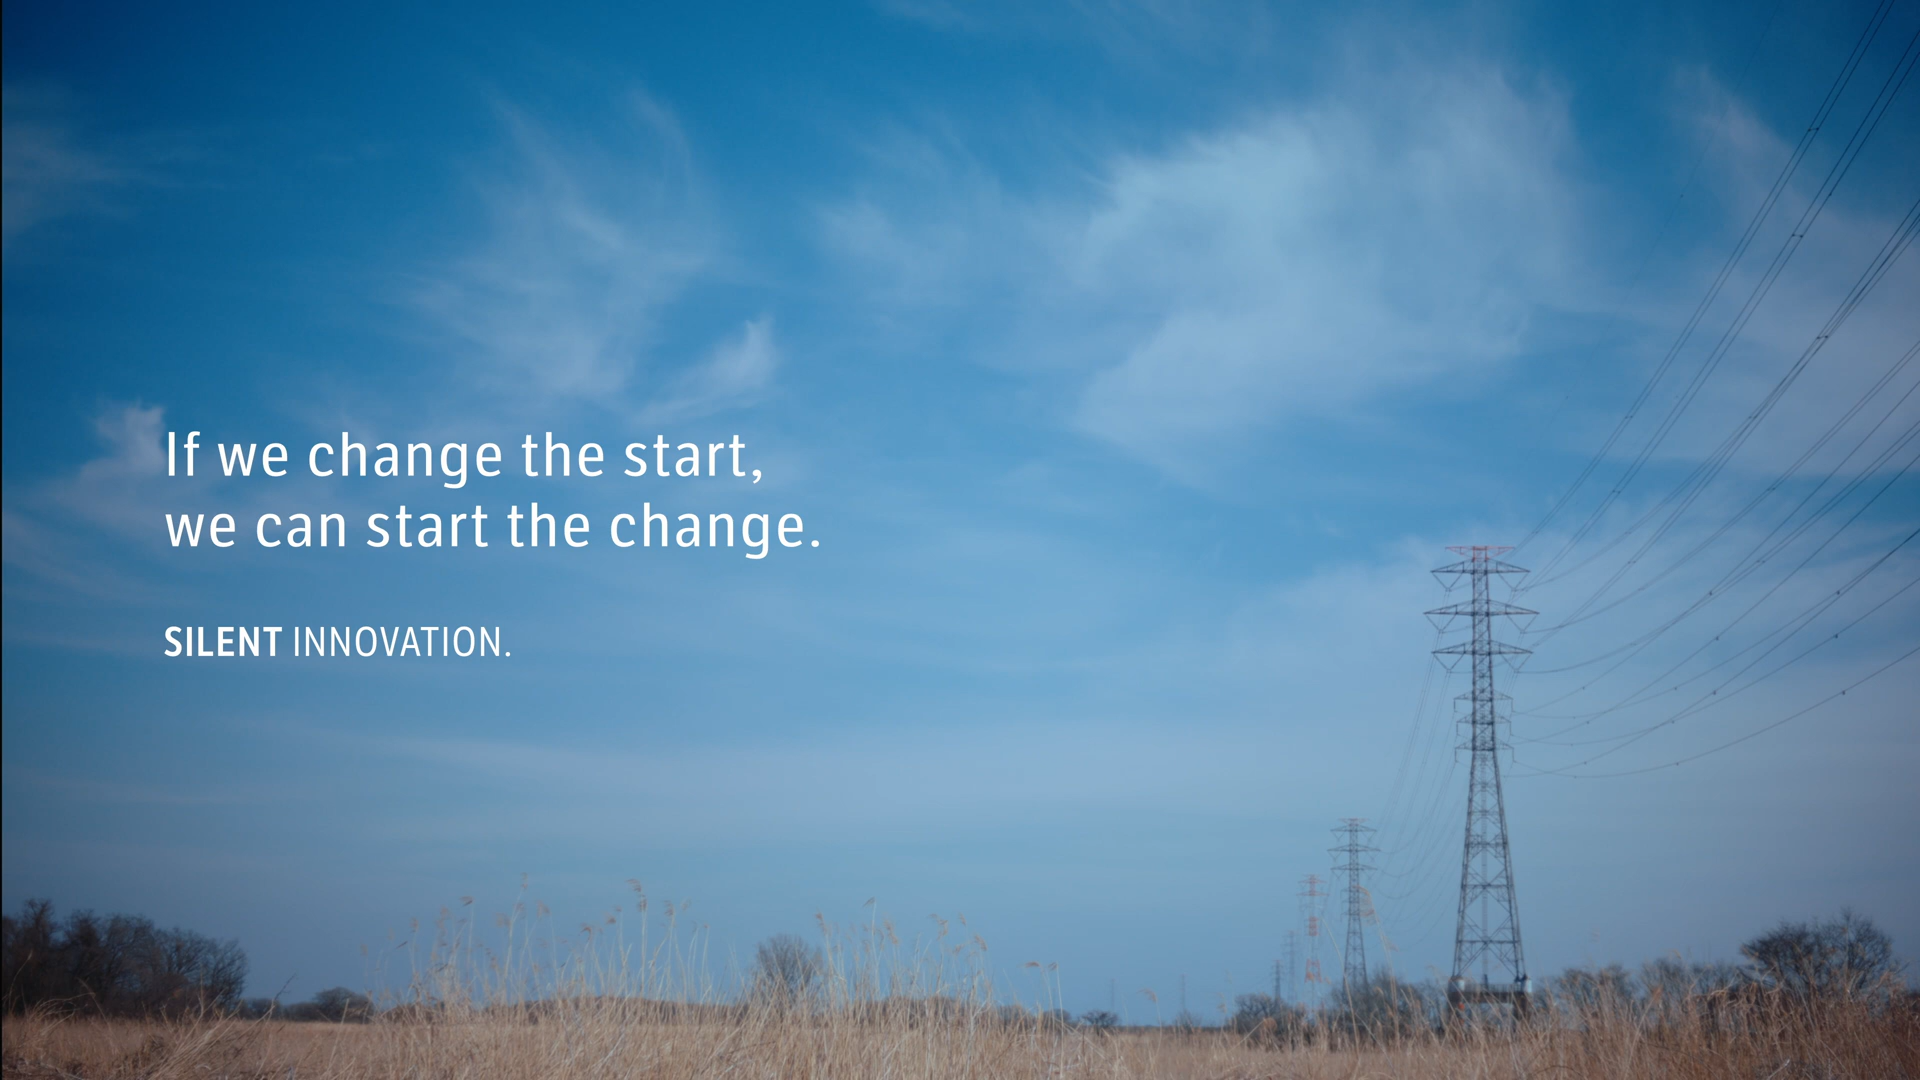 If we change the start,
we can start the change.
SILENT INNOVATION.